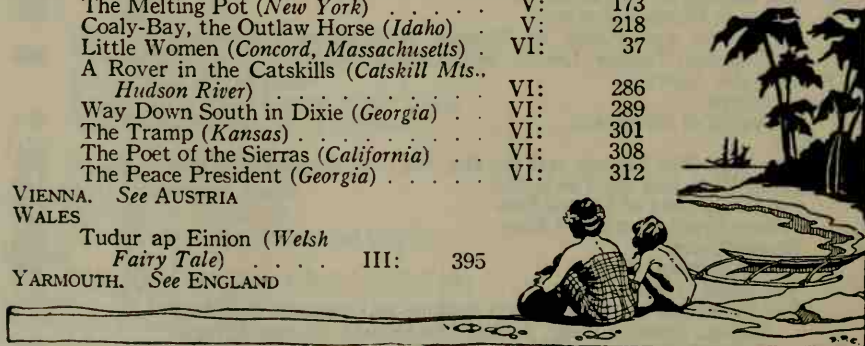 The Melting Pot (New York) . . . . . V: 173
Coaly-Bay, the Outlaw Horse (Idaho) . V: 218
Little Women (Concord, Massachusetts) . VI: 37
A Rover in the Catskills (Catskill Mts.,
Hudson River) . . . . . . . . . . VI: 286
Way Down South in Dixie (Georgia) . . VI: 289
The Tramp (Kansas) . . . . . . . . VI: 301
The Poet of the Sierras (California) . . VI: 308
The Peace President (Georgia) . . . . . VI: 312
VIENNA. See AUSTRIA
WALES
Tudur ap Einion (Welsh
Fairy Tale) . . . . III: 395
YARMOUTH. See ENGLAND